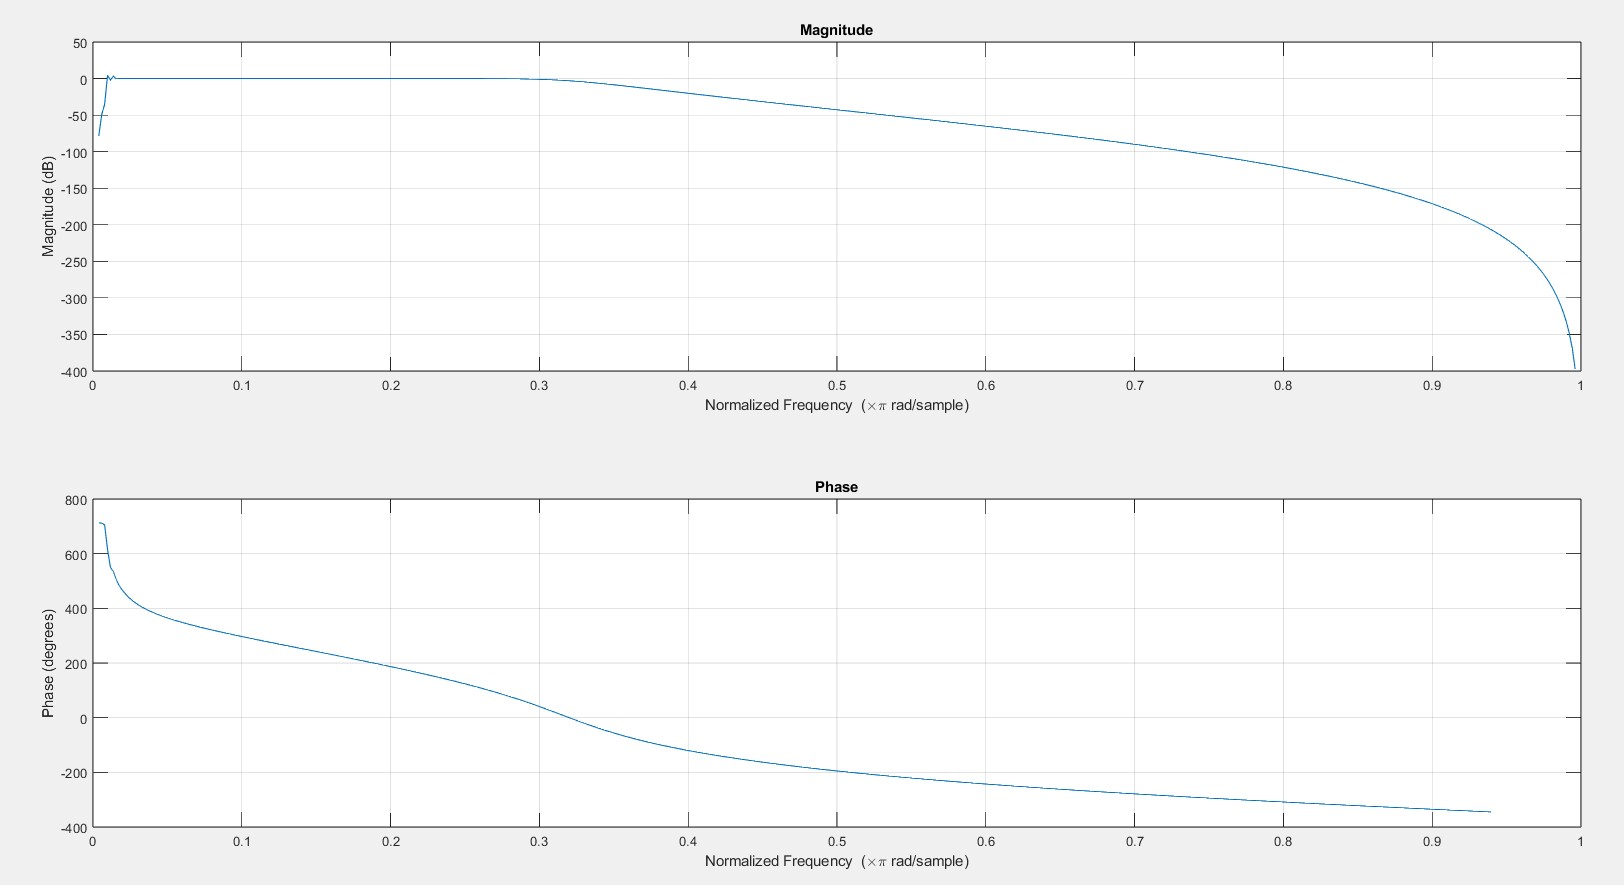 Magnitude
50
0
-50
-100
-150
-200
-250
-300
-350
-400
Magnitude (dB)
0 0.1 0.2 0.3 0.4 0.5 0.6 0.7 0.8 0.9 1
Normalized Frequency (×π rad/sample)
Phase
800
600
400
200
0
-200
-400
Phase (degrees)
0 0.1 0.2 0.3 0.4 0.5 0.6 0.7 0.8 0.9 1
Normalized Frequency (×π rad/sample)